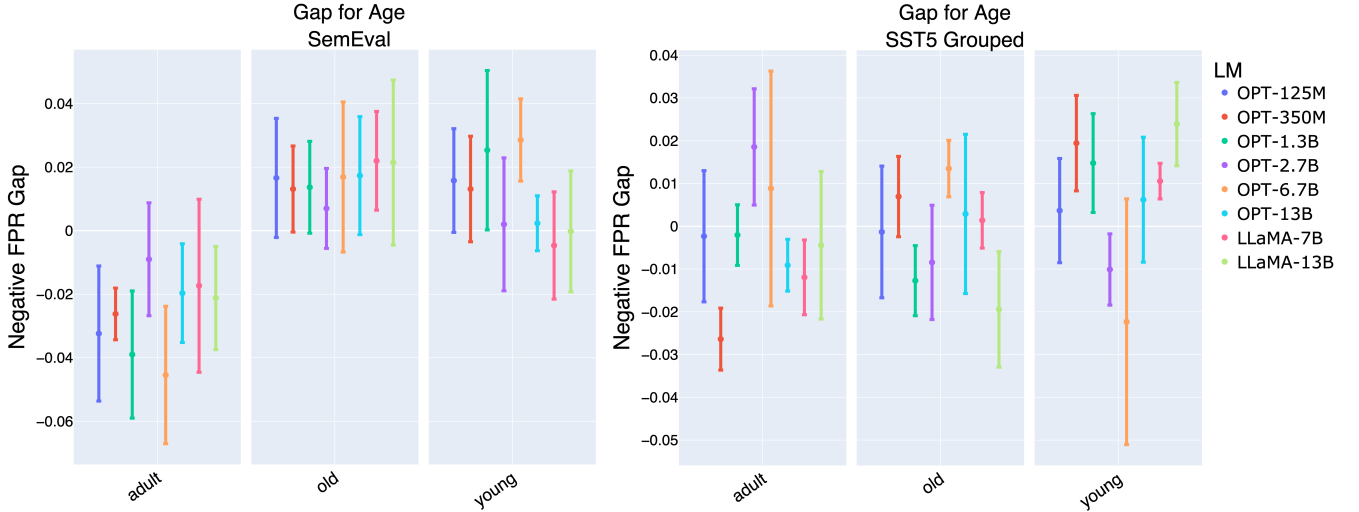 Gap for Age
SemEval
Negative FPR Gap
0.04
0.02
0
−0.02
−0.04
−0.06
adult
old
young
Gap for Age
SST5 Grouped
Negative FPR Gap
0.04
0.03
0.02
0.01
0
−0.01
−0.02
−0.03
−0.04
−0.05
adult
old
young
LM
OPT-125M
OPT-350M
OPT-1.3B
OPT-2.7B
OPT-6.7B
OPT-13B
LLaMA-7B
LLaMA-13B